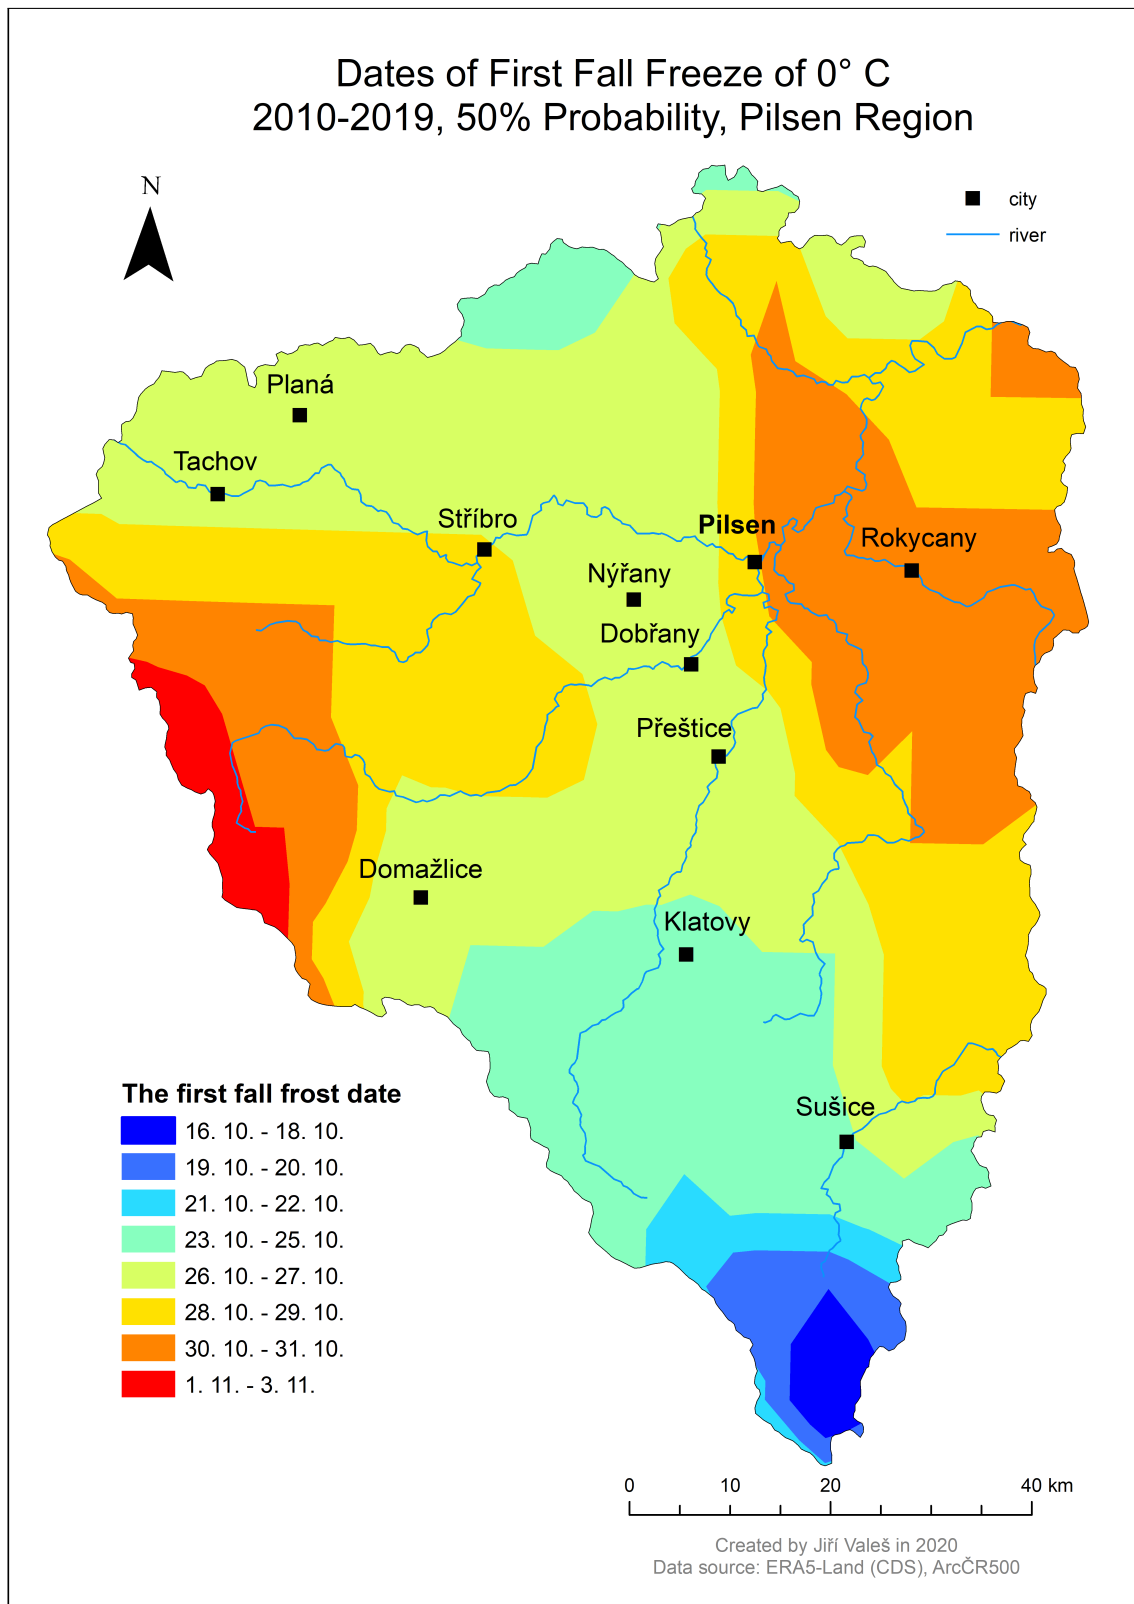 Dates of First Fall Freeze of 0° C
2010-2019, 50% Probability, Pilsen Region
N
city
river
Planá
Tachov
Stříbro
Pilsen
Rokycany
Nýřany
Dobřany
Přeštice
Domažlice
Klatovy
Sušice
The first fall frost date
16. 10. - 18. 10.
19. 10. - 20. 10.
21. 10. - 22. 10.
23. 10. - 25. 10.
26. 10. - 27. 10.
28. 10. - 29. 10.
30. 10. - 31. 10.
1. 11. - 3. 11.
0 10 20 40 km
Created by Jiří Valeš in 2020
Data source: ERA5-Land (CDS), ArcČR500